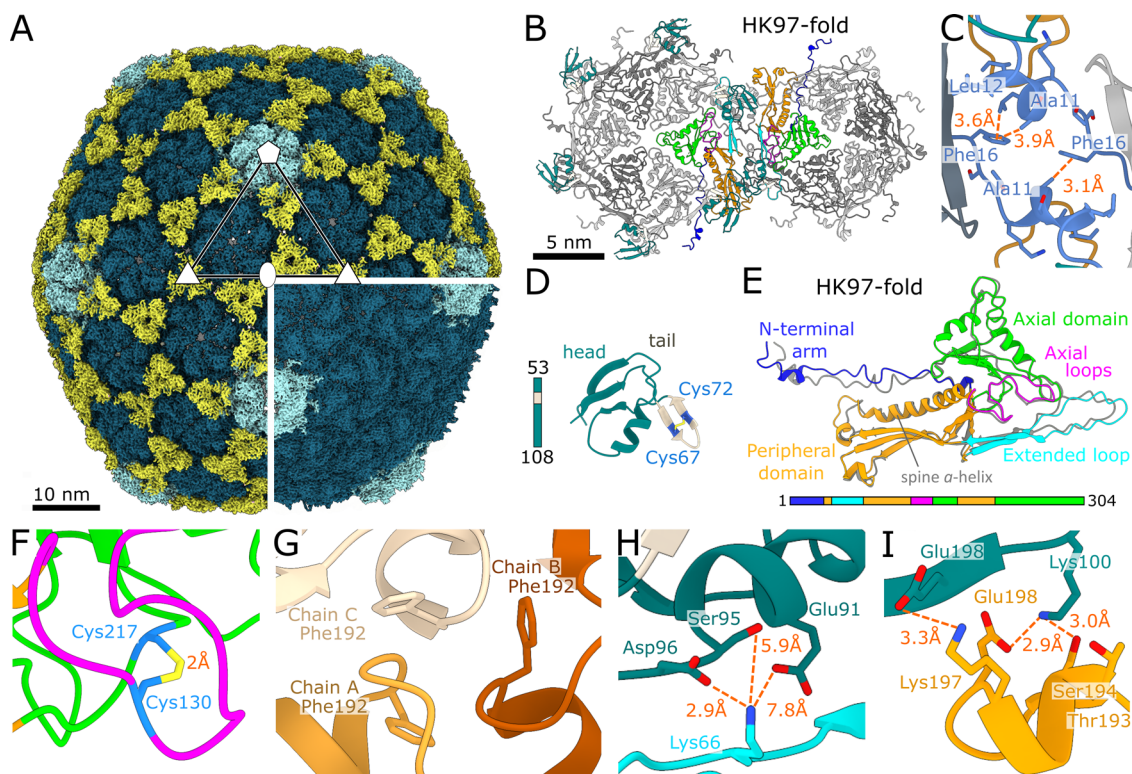 A
10 nm
B
HK97-fold
5 nm
C
Leu12
Ala11
3.6Å
3.9Å
Phe16
Phe16
Ala11
3.1Å
D
head
tail
53
Cys72
108
Cys67
E
HK97-fold
N-terminal
arm
Axial domain
Axial
loops
Peripheral
domain
spine α-helix
Extended loop
1
304
F
Cys217
2Å
Cys130
G
Chain B
Phe192
Chain C
Phe192
Chain A
Phe192
H
Ser95
Glu91
Asp96
5.9Å
2.9Å
7.8Å
Lys66
I
Glu198
Lys100
Glu198
3.0Å
3.3Å
2.9Å
Lys197
Ser194
Thr193